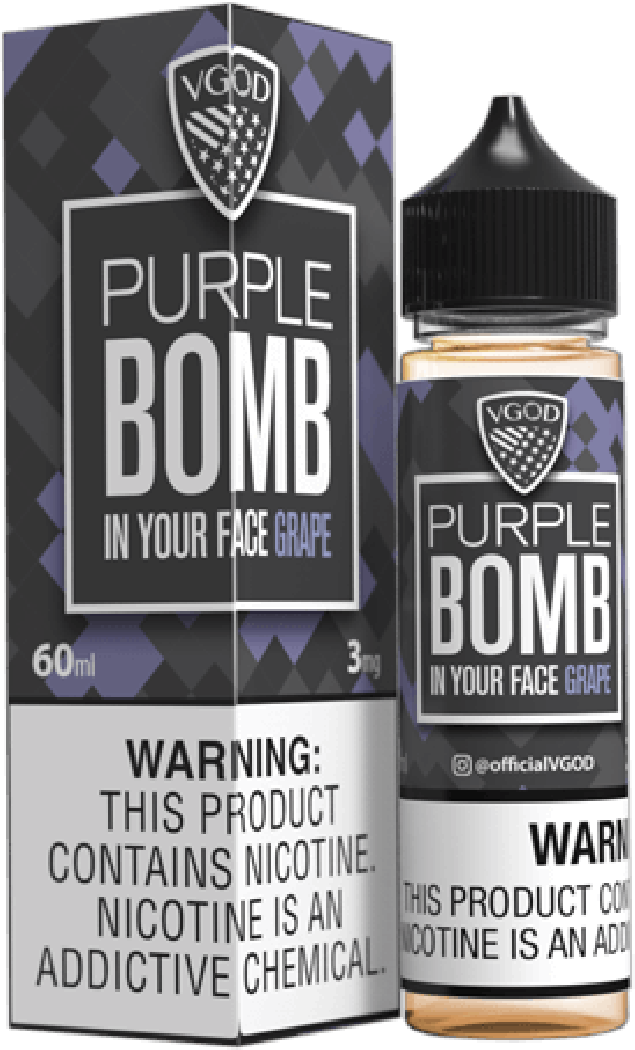 VGOD
PURPLE
BOMB
IN YOUR FACE GRAPE
60ml
3mg
WARNING:
THIS PRODUCT
CONTAINS NICOTINE.
NICOTINE IS AN
ADDICTIVE CHEMICAL.
VGOD
PURPLE
BOMB
IN YOUR FACE GRAPE
@officialVGOD
WARN
THIS PRODUCT CON
NICOTINE IS AN ADDI